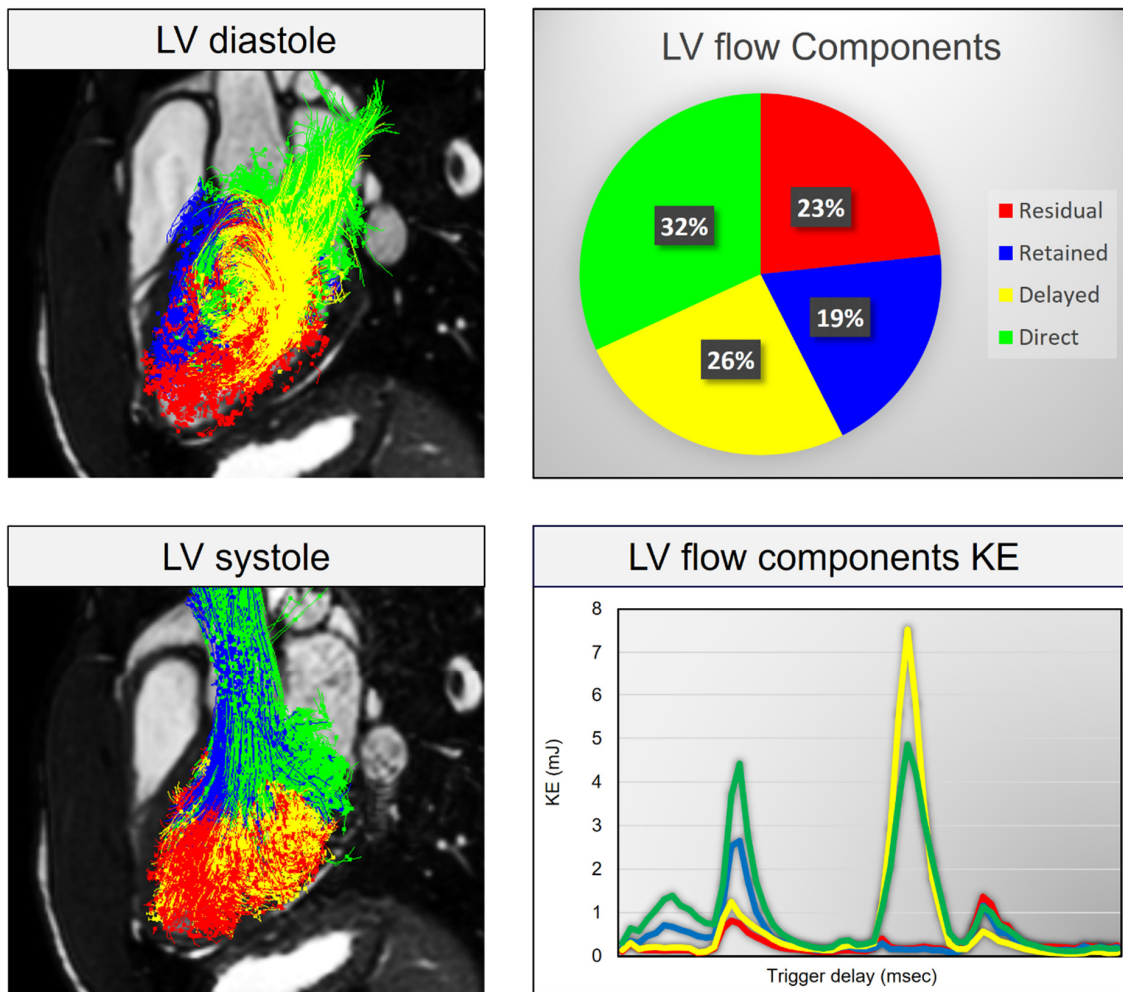 LV diastole
LV flow Components
23%
32%
19%
26%
Residual
Retained
Delayed
Direct
LV systole
LV flow components KE
8
7
6
5
4
3
2
1
0
KE (mJ)
Trigger delay (msec)